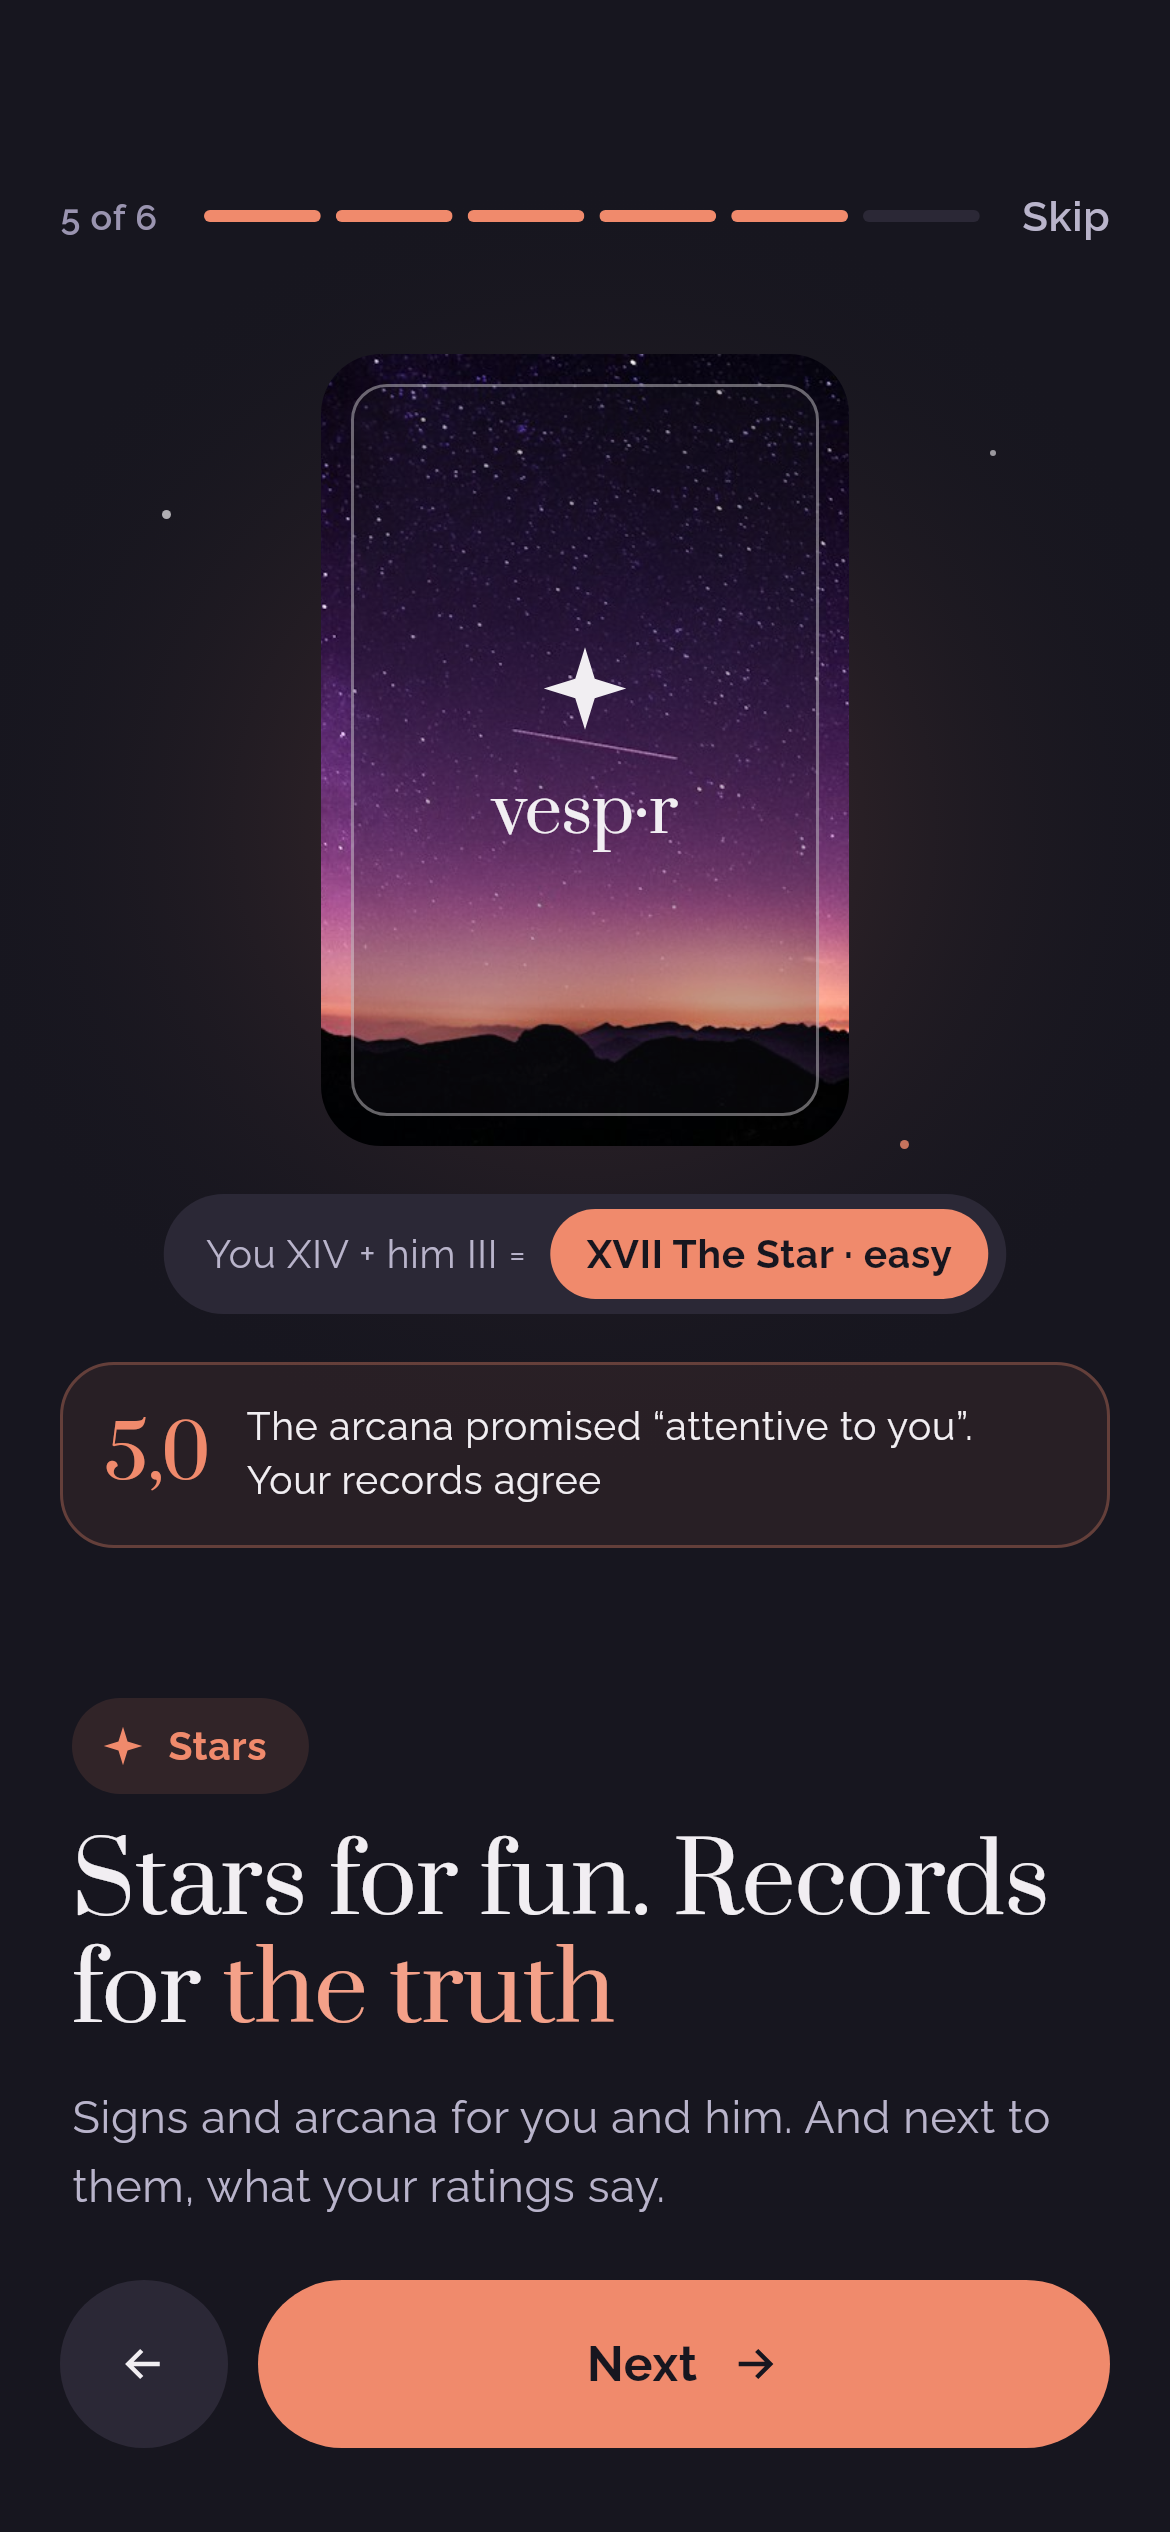 5 of 6
Skip
vesp·r
You XIV + him III =
XVII The Star · easy
5,0
The arcana promised “attentive to you”.
Your records agree
Stars
Stars for fun. Records
for the truth
Signs and arcana for you and him. And next to
them, what your ratings say.
Next